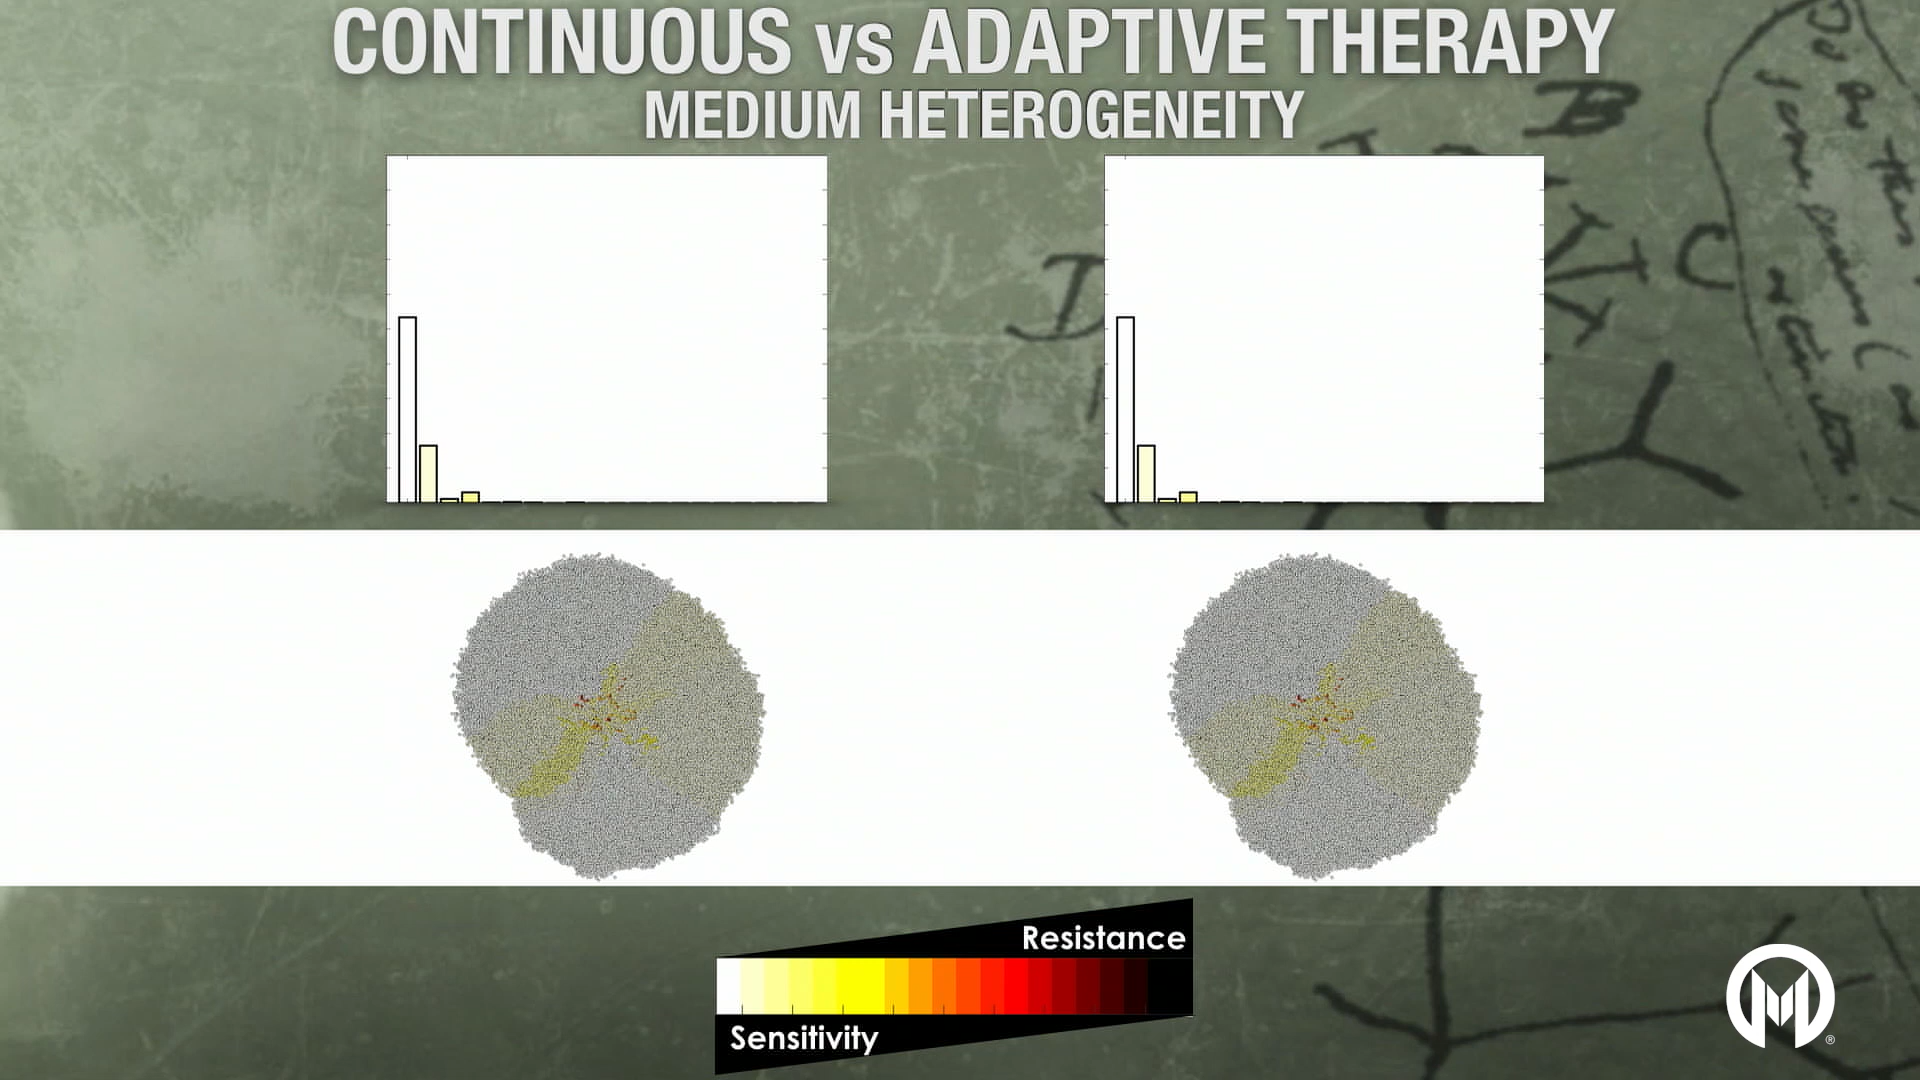 CONTINUOUS vs ADAPTIVE THERAPY
MEDIUM HETEROGENEITY
B
D
C
Resistance
Sensitivity
®